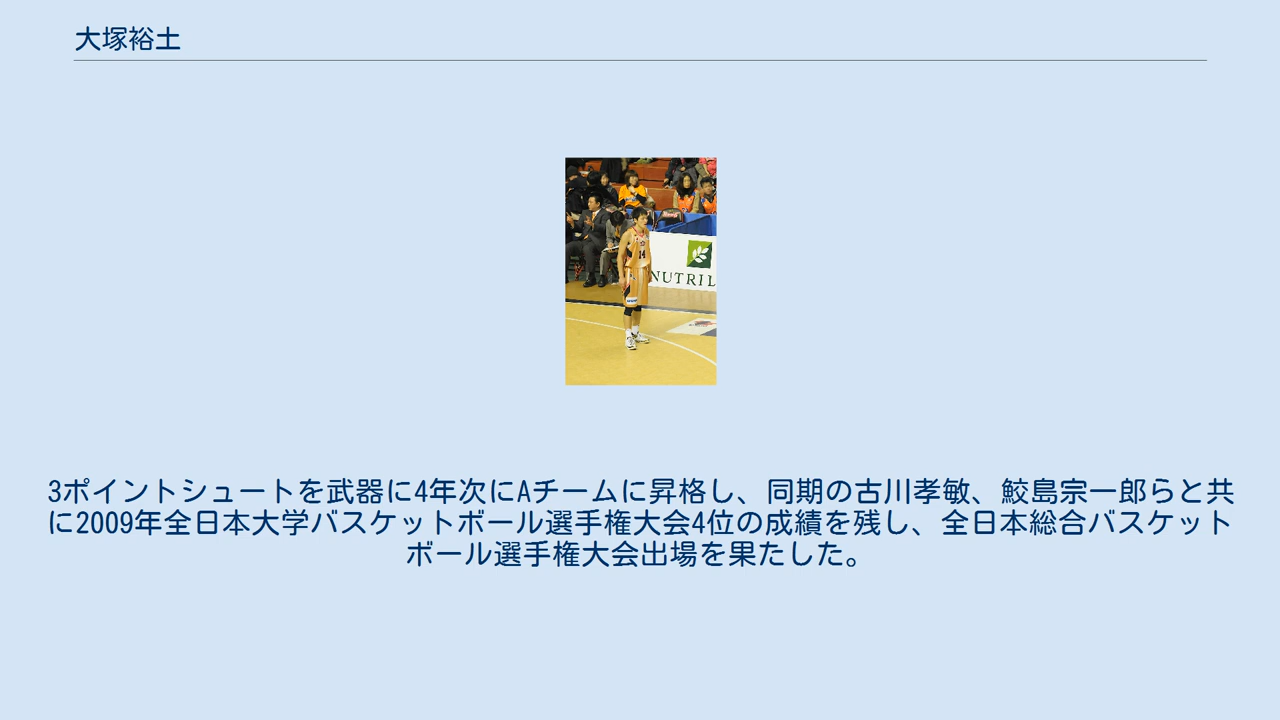 大塚裕土
14
NUTRIL
3ポイントシュートを武器に4年次にAチームに昇格し、同期の古川孝敏、鮫島宗一郎らと共
に2009年全日本大学バスケットボール選手権大会4位の成績を残し、全日本総合バスケット
ボール選手権大会出場を果たした。